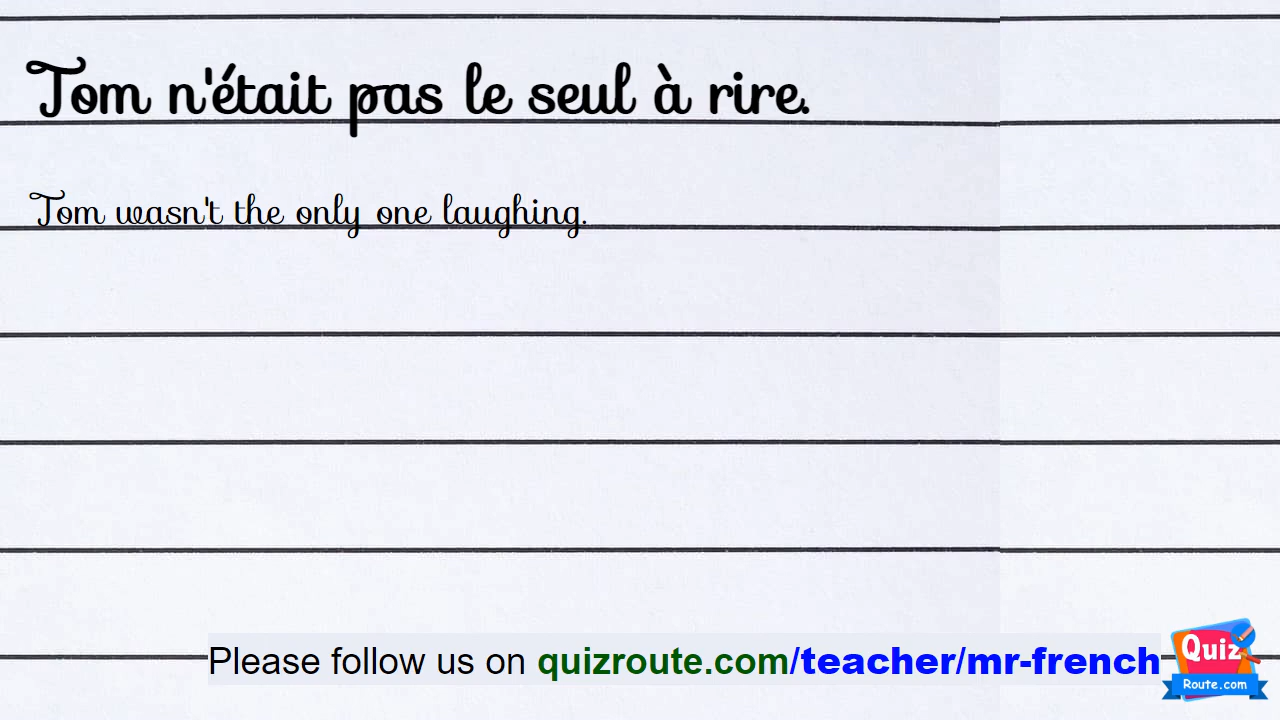 Tom n'était pas le seul à rire.
Tom wasn't the only one laughing.
Please follow us on quizroute.com/teacher/mr-french
Quiz
Route.com